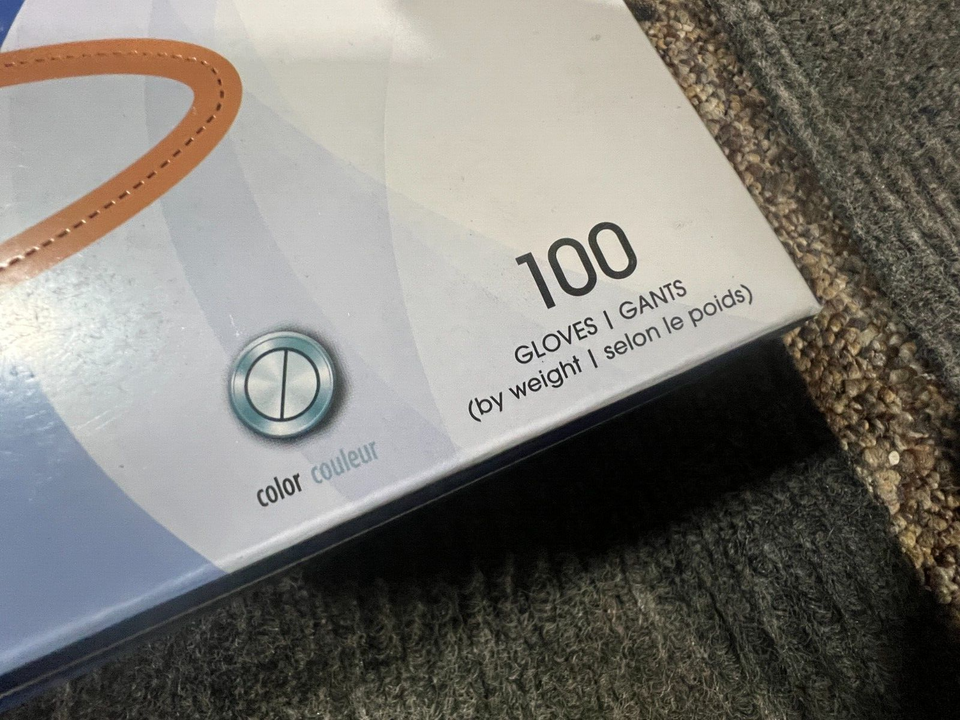 100
GLOVES | GANTS
(by weight | selon le poids)
color couleur